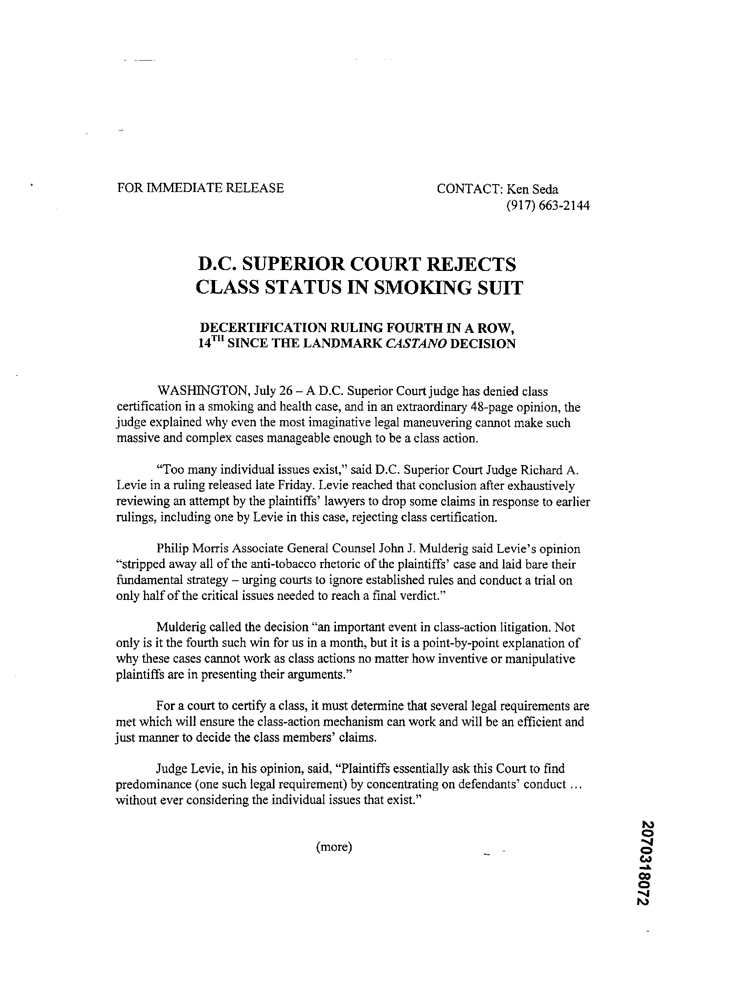 FOR IMMEDIATE RELEASE
CONTACT: Ken Seda
(917) 663-2144
D.C. SUPERIOR COURT REJECTS
CLASS STATUS IN SMOKING SUIT
DECERTIFICATION RULING FOURTH IN A ROW,
14TH SINCE THE LANDMARK CASTANO DECISION
WASHINGTON, July 26 – A D.C. Superior Court judge has denied class
certification in a smoking and health case, and in an extraordinary 48-page opinion, the
judge explained why even the most imaginative legal maneuvering cannot make such
massive and complex cases manageable enough to be a class action.
“Too many individual issues exist,” said D.C. Superior Court Judge Richard A.
Levie in a ruling released late Friday. Levie reached that conclusion after exhaustively
reviewing an attempt by the plaintiffs’ lawyers to drop some claims in response to earlier
rulings, including one by Levie in this case, rejecting class certification.
Philip Morris Associate General Counsel John J. Mulderig said Levie’s opinion
“stripped away all of the anti-tobacco rhetoric of the plaintiffs’ case and laid bare their
fundamental strategy – urging courts to ignore established rules and conduct a trial on
only half of the critical issues needed to reach a final verdict.”
Mulderig called the decision “an important event in class-action litigation. Not
only is it the fourth such win for us in a month, but it is a point-by-point explanation of
why these cases cannot work as class actions no matter how inventive or manipulative
plaintiffs are in presenting their arguments.”
For a court to certify a class, it must determine that several legal requirements are
met which will ensure the class-action mechanism can work and will be an efficient and
just manner to decide the class members’ claims.
Judge Levie, in his opinion, said, “Plaintiffs essentially ask this Court to find
predominance (one such legal requirement) by concentrating on defendants’ conduct …
without ever considering the individual issues that exist.”
(more)
2070318072